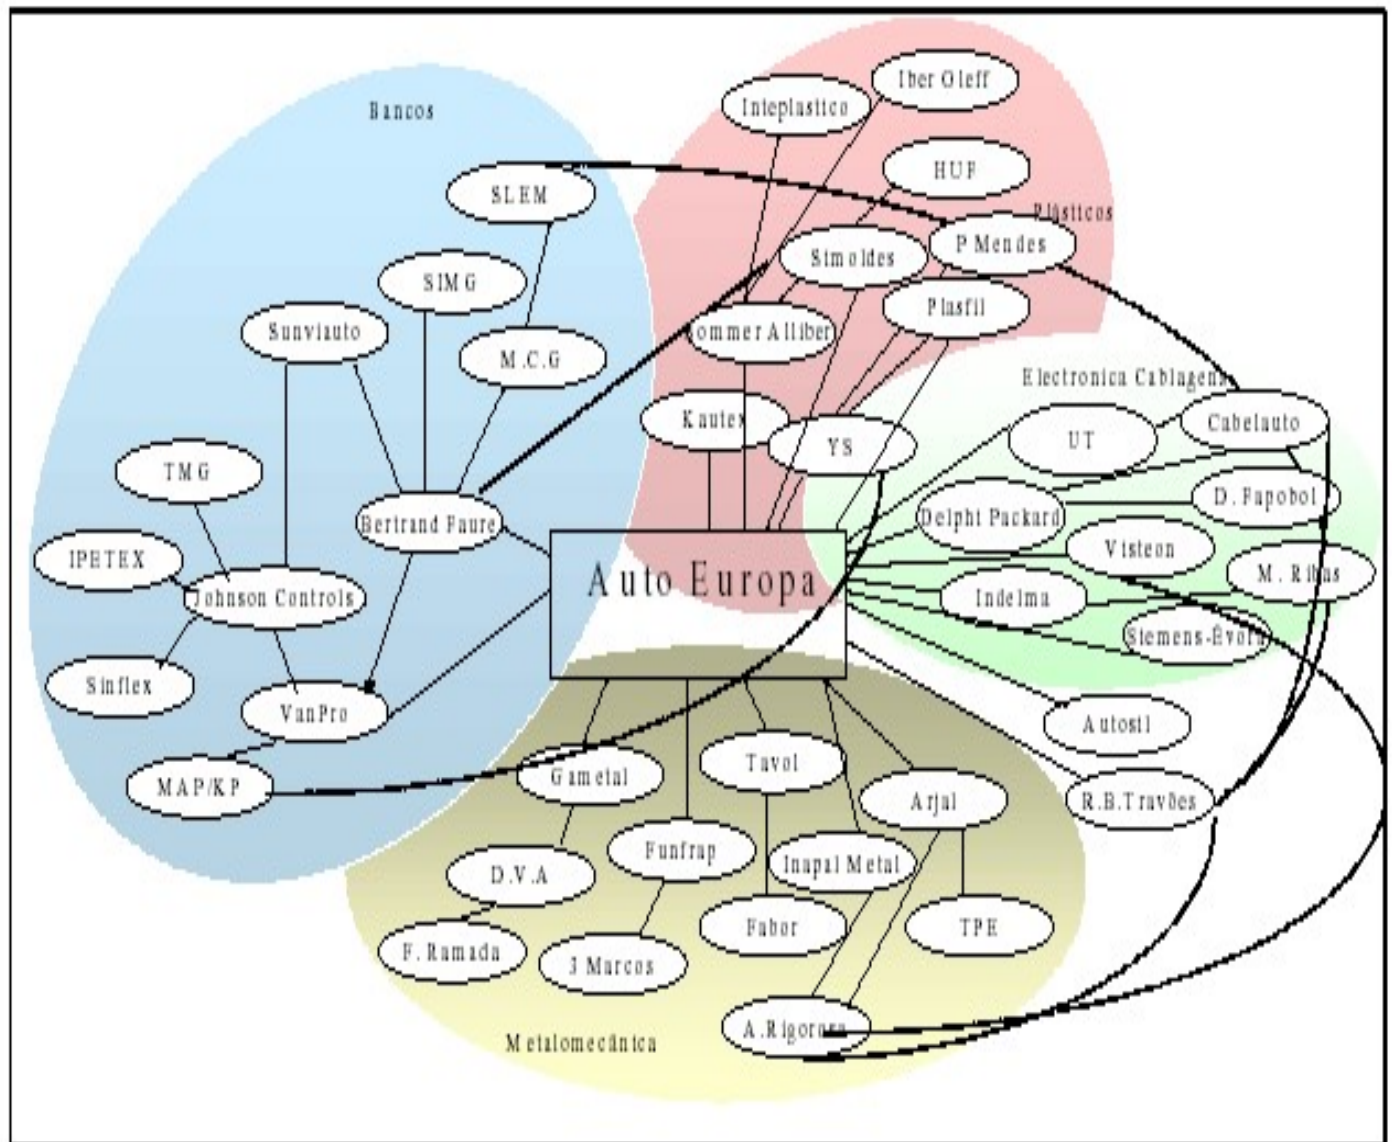 Bancos
Inteplastico
Iber Oleff
HUF
SLEM
Plásticos
P Mendes
Simoldes
SIMG
Plasfil
Sunviauto
ommer Alliber
M.C.G
Electronica Cablagens
Kautex
Cabelauto
UT
YS
TMG
D. Fapobol
Delphi Packard
Bertrand Faure
Visteon
IPETEX
M. Ribas
Auto Europa
Johnson Controls
Indelma
Siemens-Évora
Sinflex
VanPro
Autosil
Tavol
Gametal
MAP/KP
Arjal
R.B.Travões
Funfrap
Inapal Metal
D.V.A
Fabor
TPE
F. Ramada
3 Marcos
A.Rigorosa
Metalomecânica